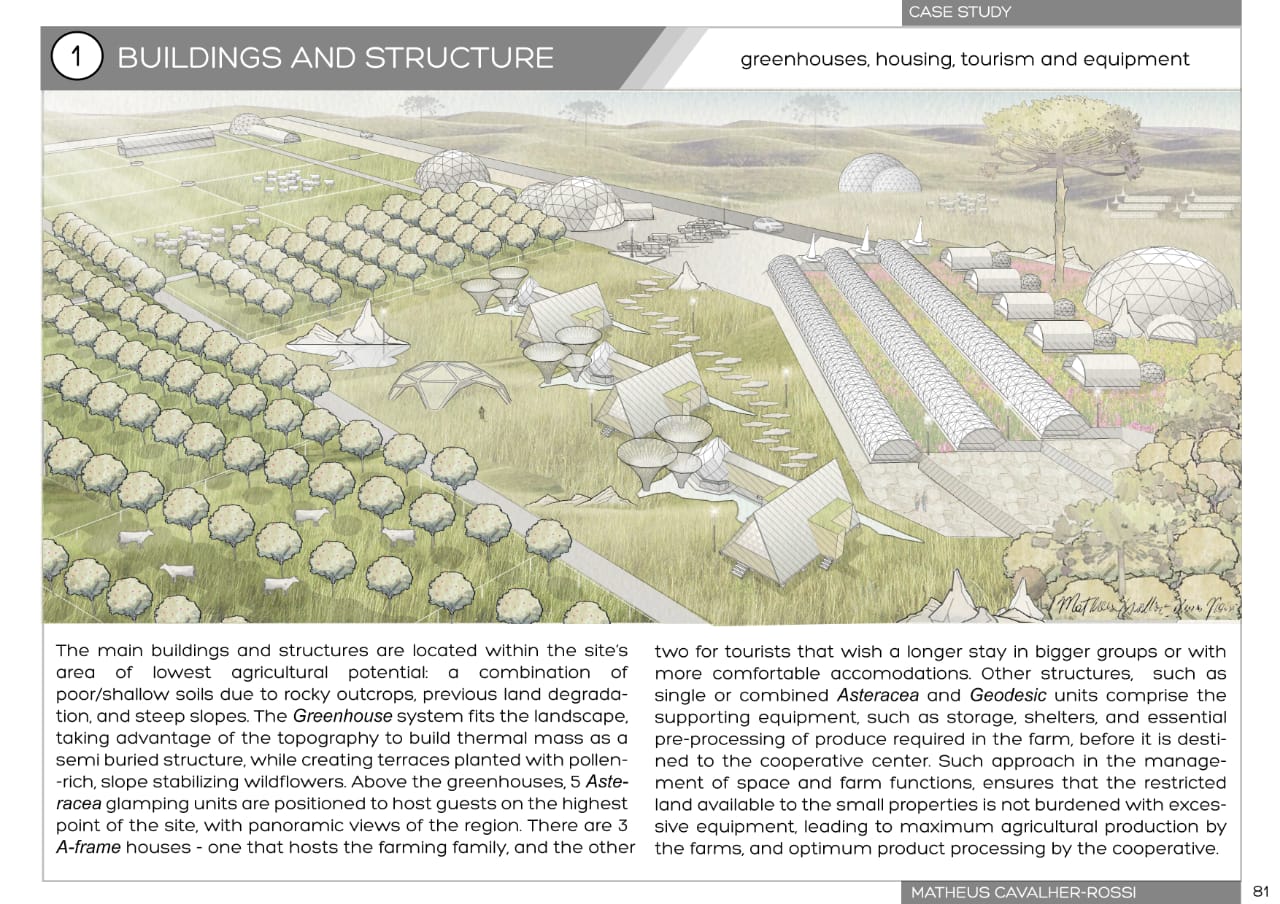 CASE STUDY
1 BUILDINGS AND STRUCTURE
greenhouses, housing, tourism and equipment
The main buildings and structures are located within the site's
area of lowest agricultural potential: a combination of
poor/shallow soils due to rocky outcrops, previous land degrada-
tion, and steep slopes. The Greenhouse system fits the landscape,
taking advantage of the topography to build thermal mass as a
semi buried structure, while creating terraces planted with pollen-
-rich, slope stabilizing wildflowers. Above the greenhouses, 5 Aste-
racea glamping units are positioned to host guests on the highest
point of the site, with panoramic views of the region. There are 3
A-frame houses - one that hosts the farming family, and the other
two for tourists that wish a longer stay in bigger groups or with
more comfortable accomodations. Other structures, such as
single or combined Asteracea and Geodesic units comprise the
supporting equipment, such as storage, shelters, and essential
pre-processing of produce required in the farm, before it is desti-
ned to the cooperative center. Such approach in the manage-
ment of space and farm functions, ensures that the restricted
land available to the small properties is not burdened with exces-
sive equipment, leading to maximum agricultural production by
the farms, and optimum product processing by the cooperative.
MATHEUS CAVALHER-ROSSI
81